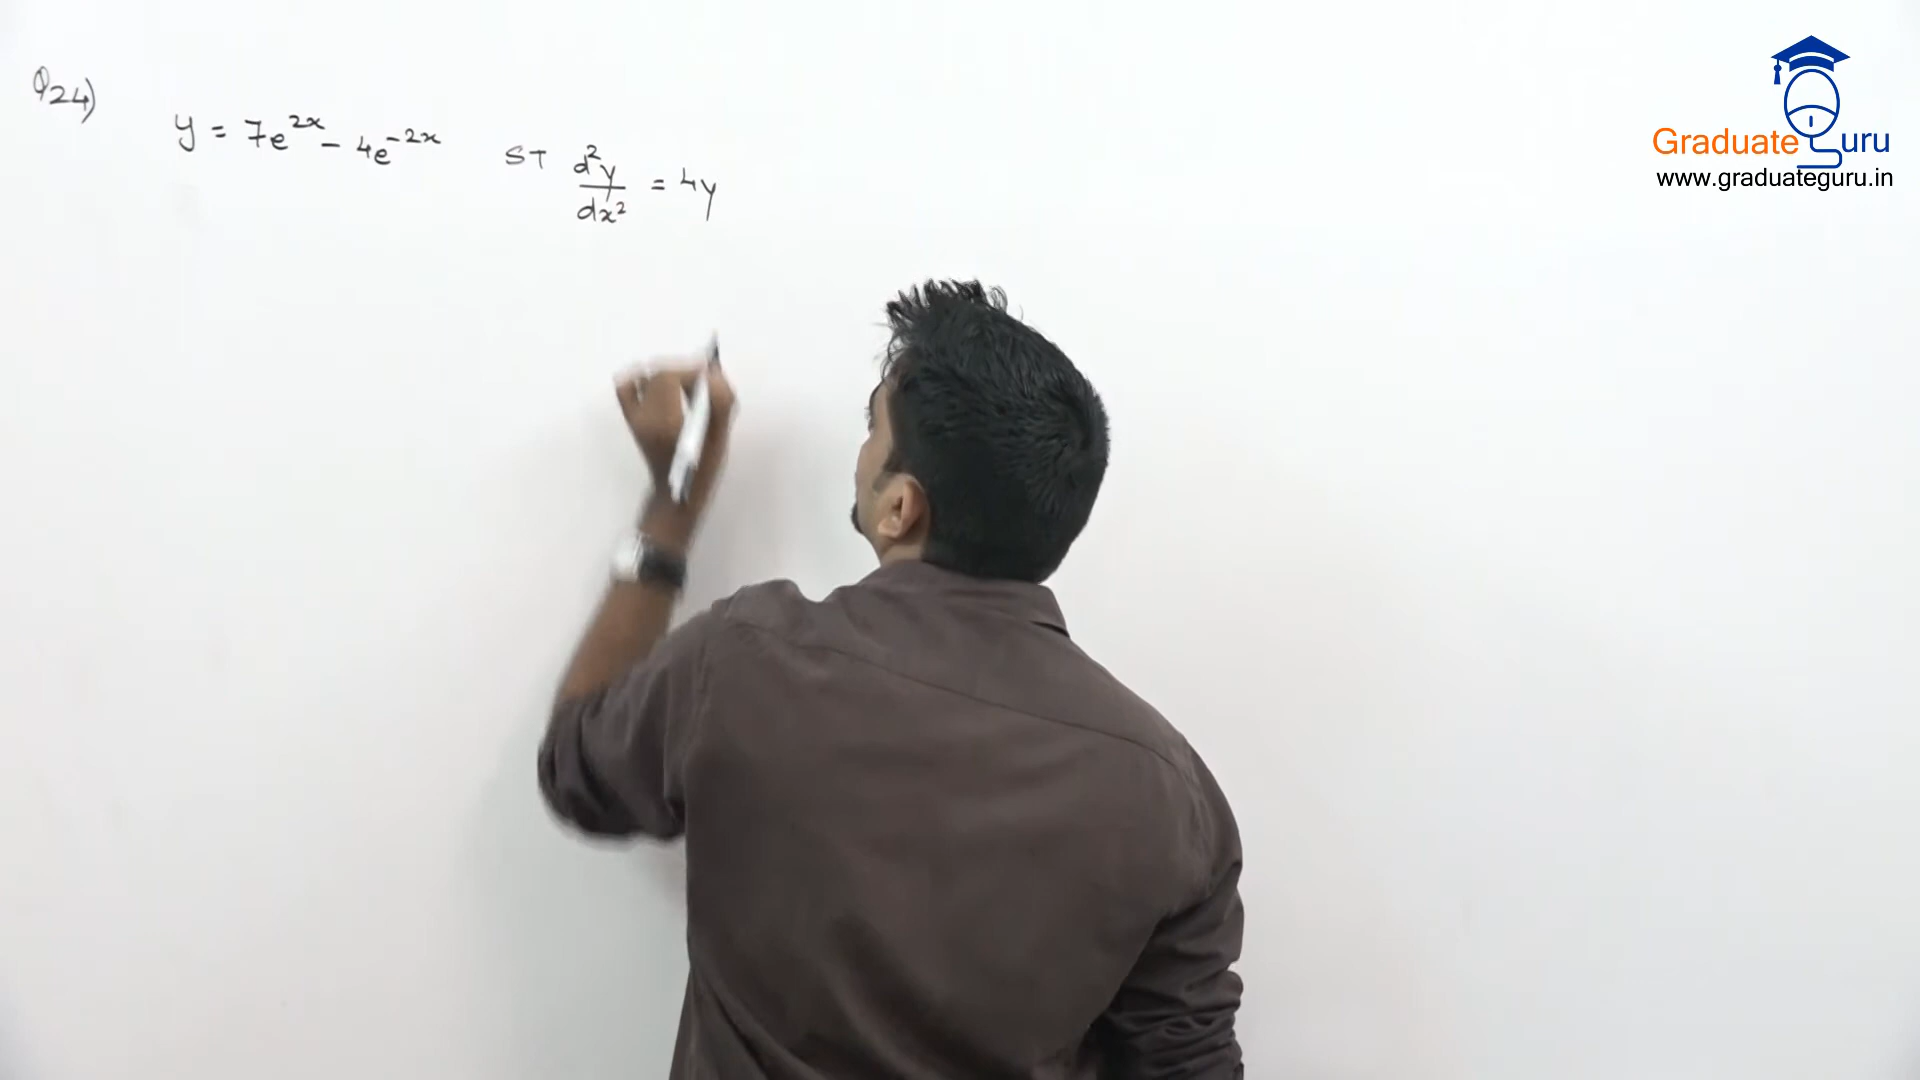 Q24)
y = 7e^{2x} - 4e^{-2x} ST d²y/dx² = 4y
Graduate Guru
www.graduateguru.in